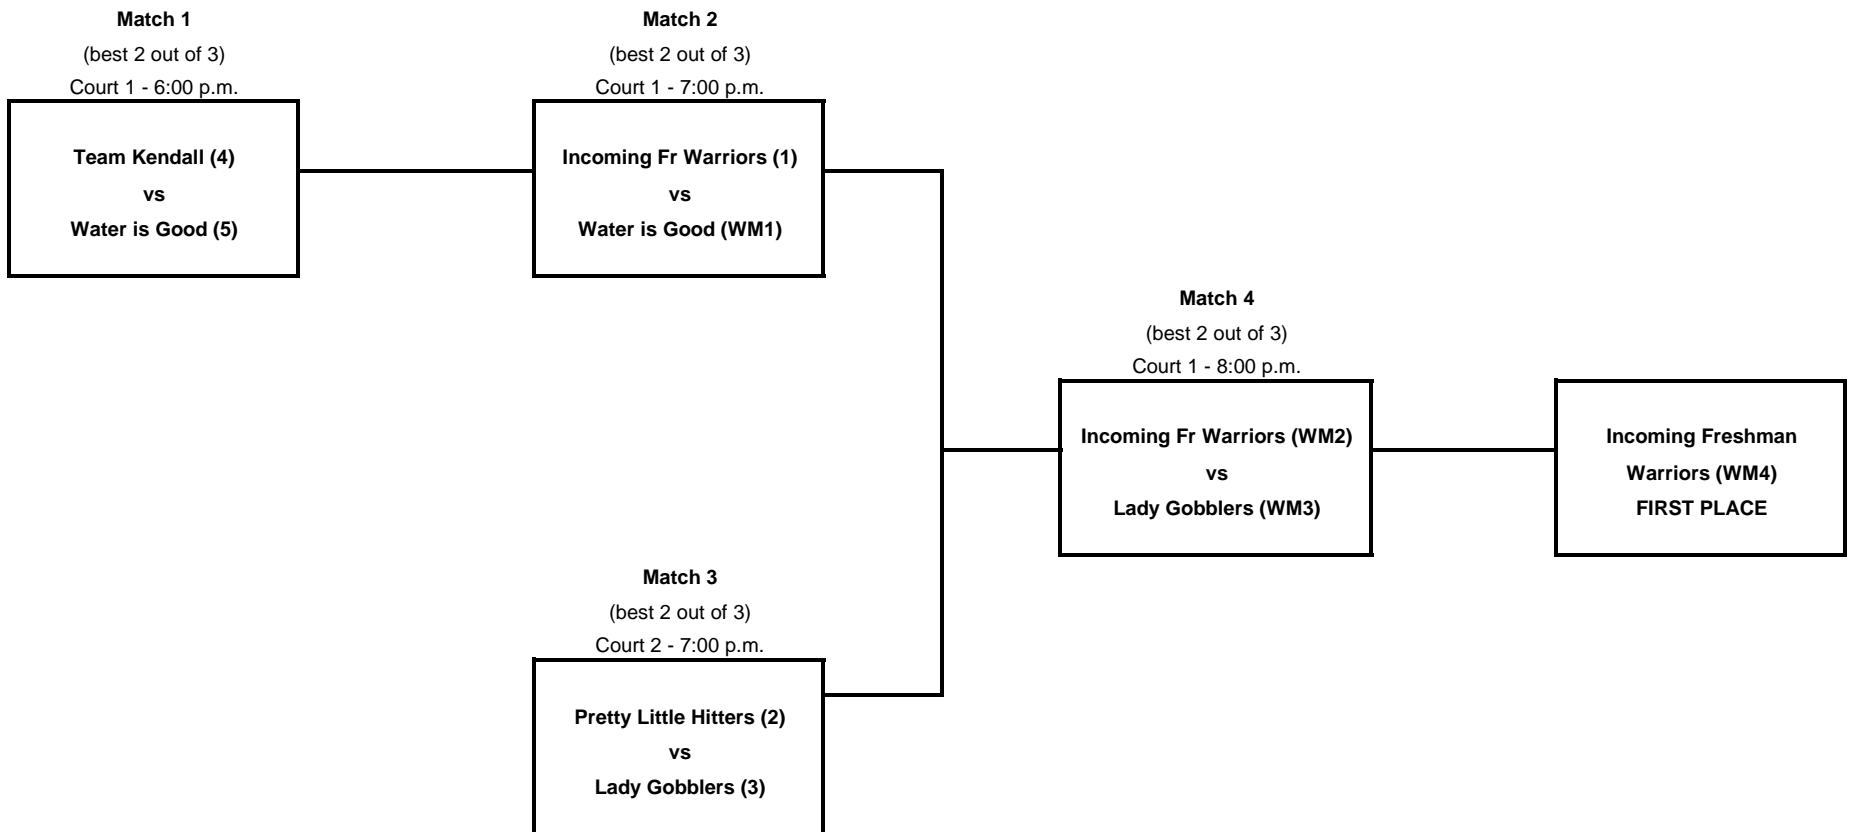 Match 1
(best 2 out of 3)
Court 1 - 6:00 p.m.
Team Kendall (4)
vs
Water is Good (5)
Match 2
(best 2 out of 3)
Court 1 - 7:00 p.m.
Incoming Fr Warriors (1)
vs
Water is Good (WM1)
Match 3
(best 2 out of 3)
Court 2 - 7:00 p.m.
Pretty Little Hitters (2)
vs
Lady Gobblers (3)
Match 4
(best 2 out of 3)
Court 1 - 8:00 p.m.
Incoming Fr Warriors (WM2)
vs
Lady Gobblers (WM3)
Incoming Freshman
Warriors (WM4)
FIRST PLACE